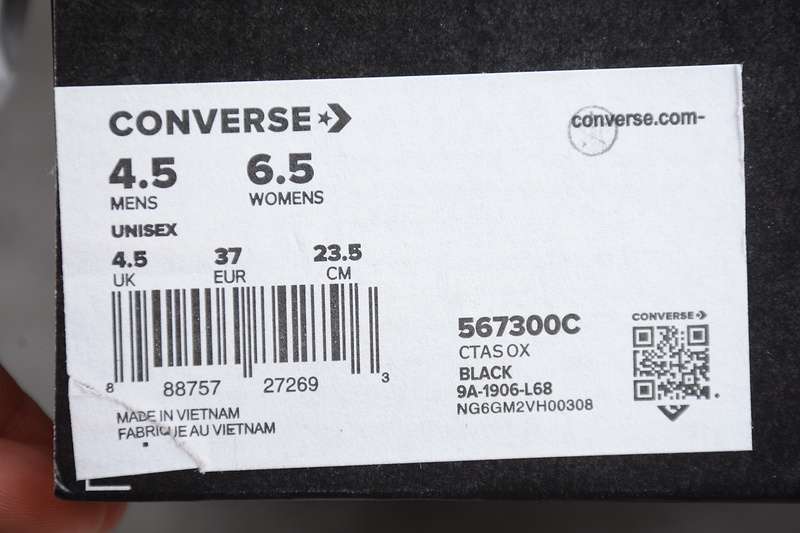 CONVERSE
converse.com-
4.5 6.5
MENS WOMENS
UNISEX
4.5 37 23.5
UK EUR CM
8 88757 27269 3
MADE IN VIETNAM
FABRIQUE AU VIETNAM
567300C
CTAS OX
BLACK
9A-1906-L68
NG6GM2VH00308
CONVERSE